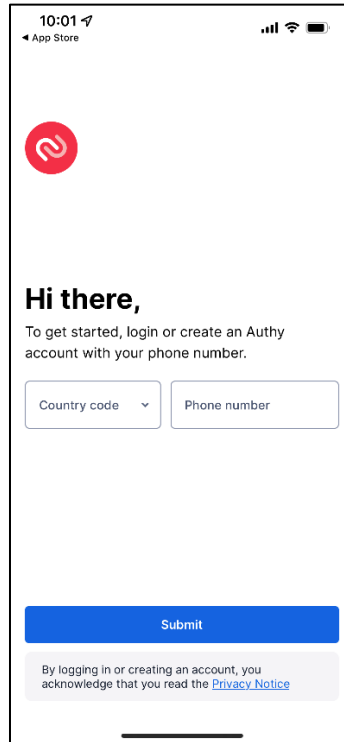 10:01
◀ App Store
Hi there,
To get started, login or create an Authy
account with your phone number.
Country code
Phone number
Submit
By logging in or creating an account, you
acknowledge that you read the Privacy Notice